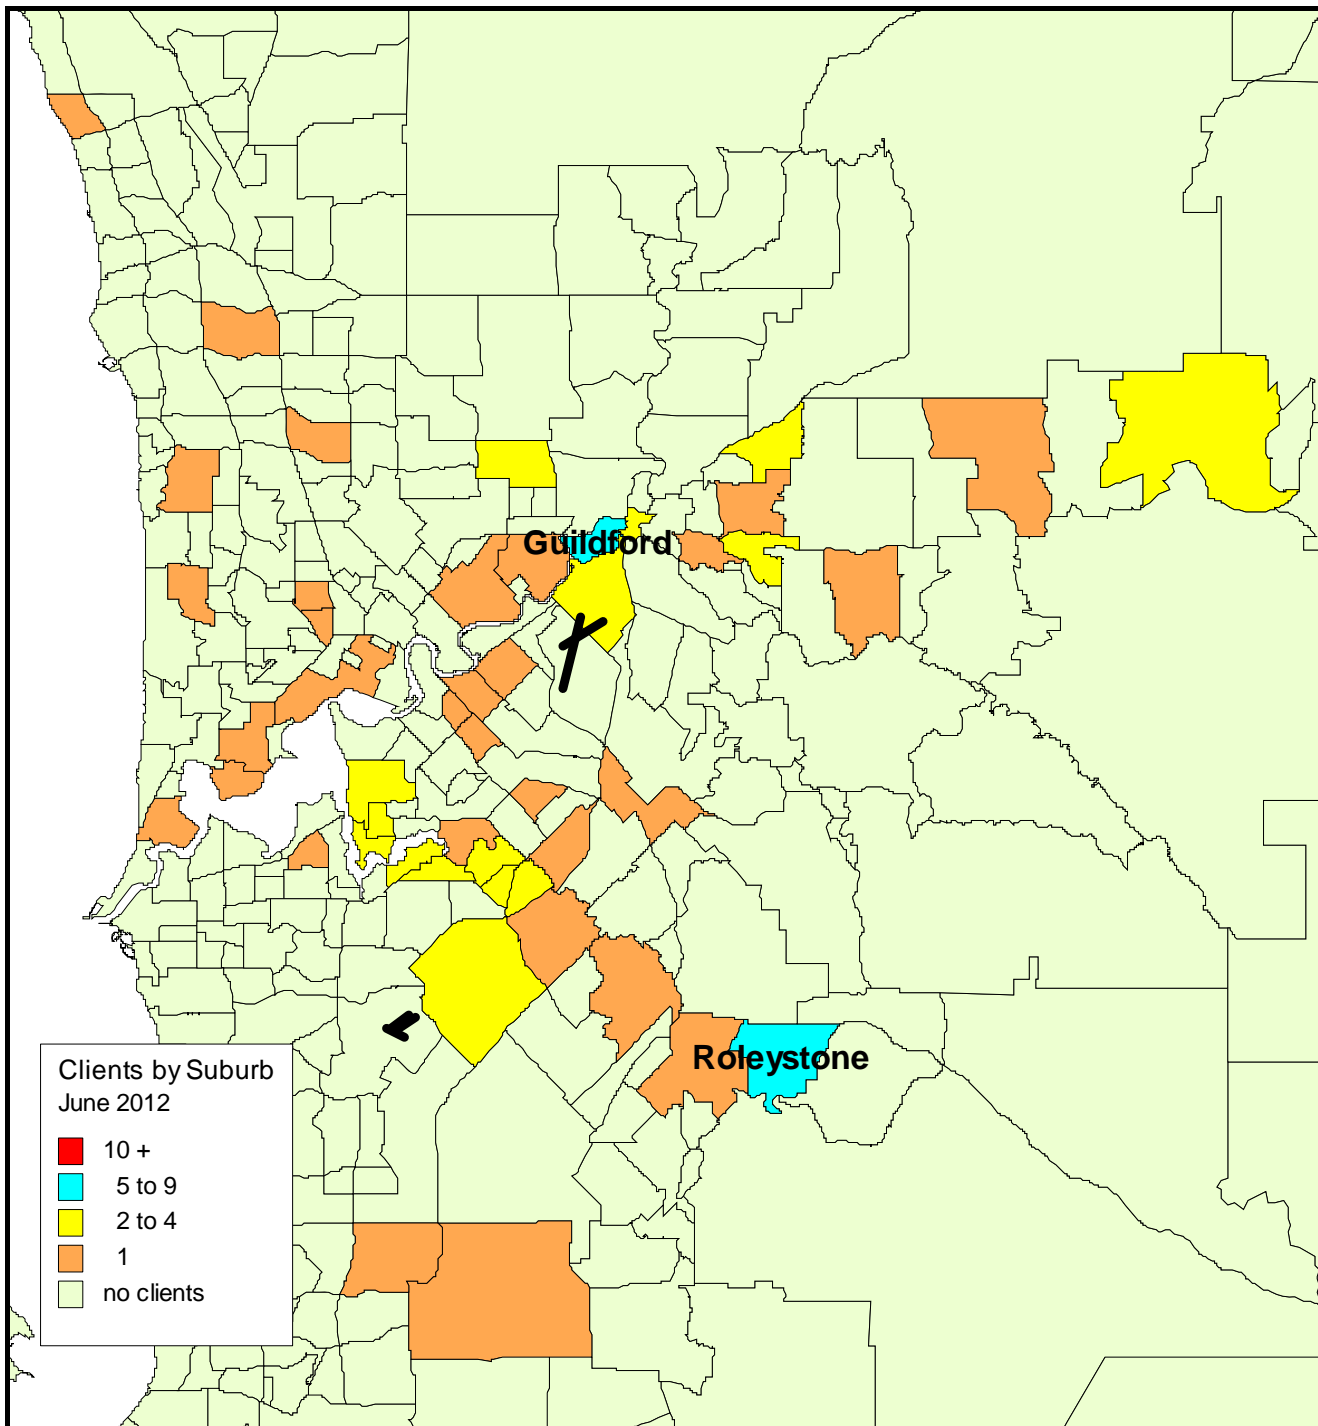 Guildford
Roleystone
Clients by Suburb
June 2012
10 +
5 to 9
2 to 4
1
no clients